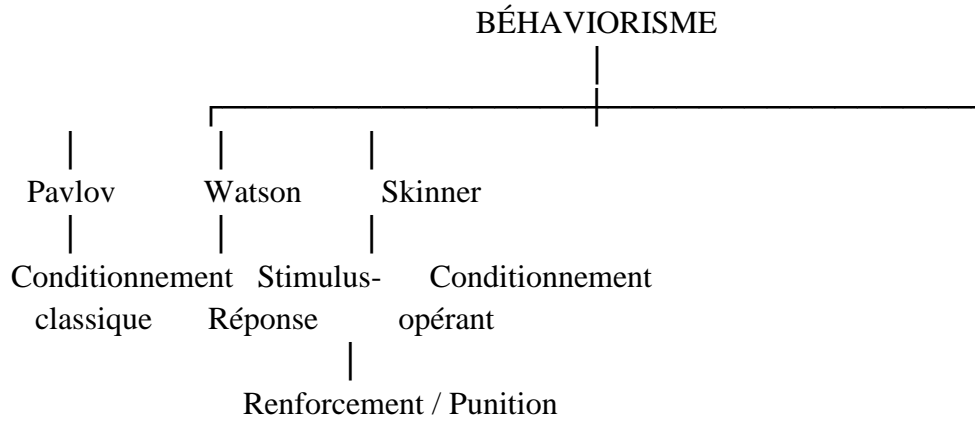 BÉHAVIORISME
Pavlov Watson Skinner
Conditionnement Stimulus- Conditionnement
classique Réponse opérant
Renforcement / Punition